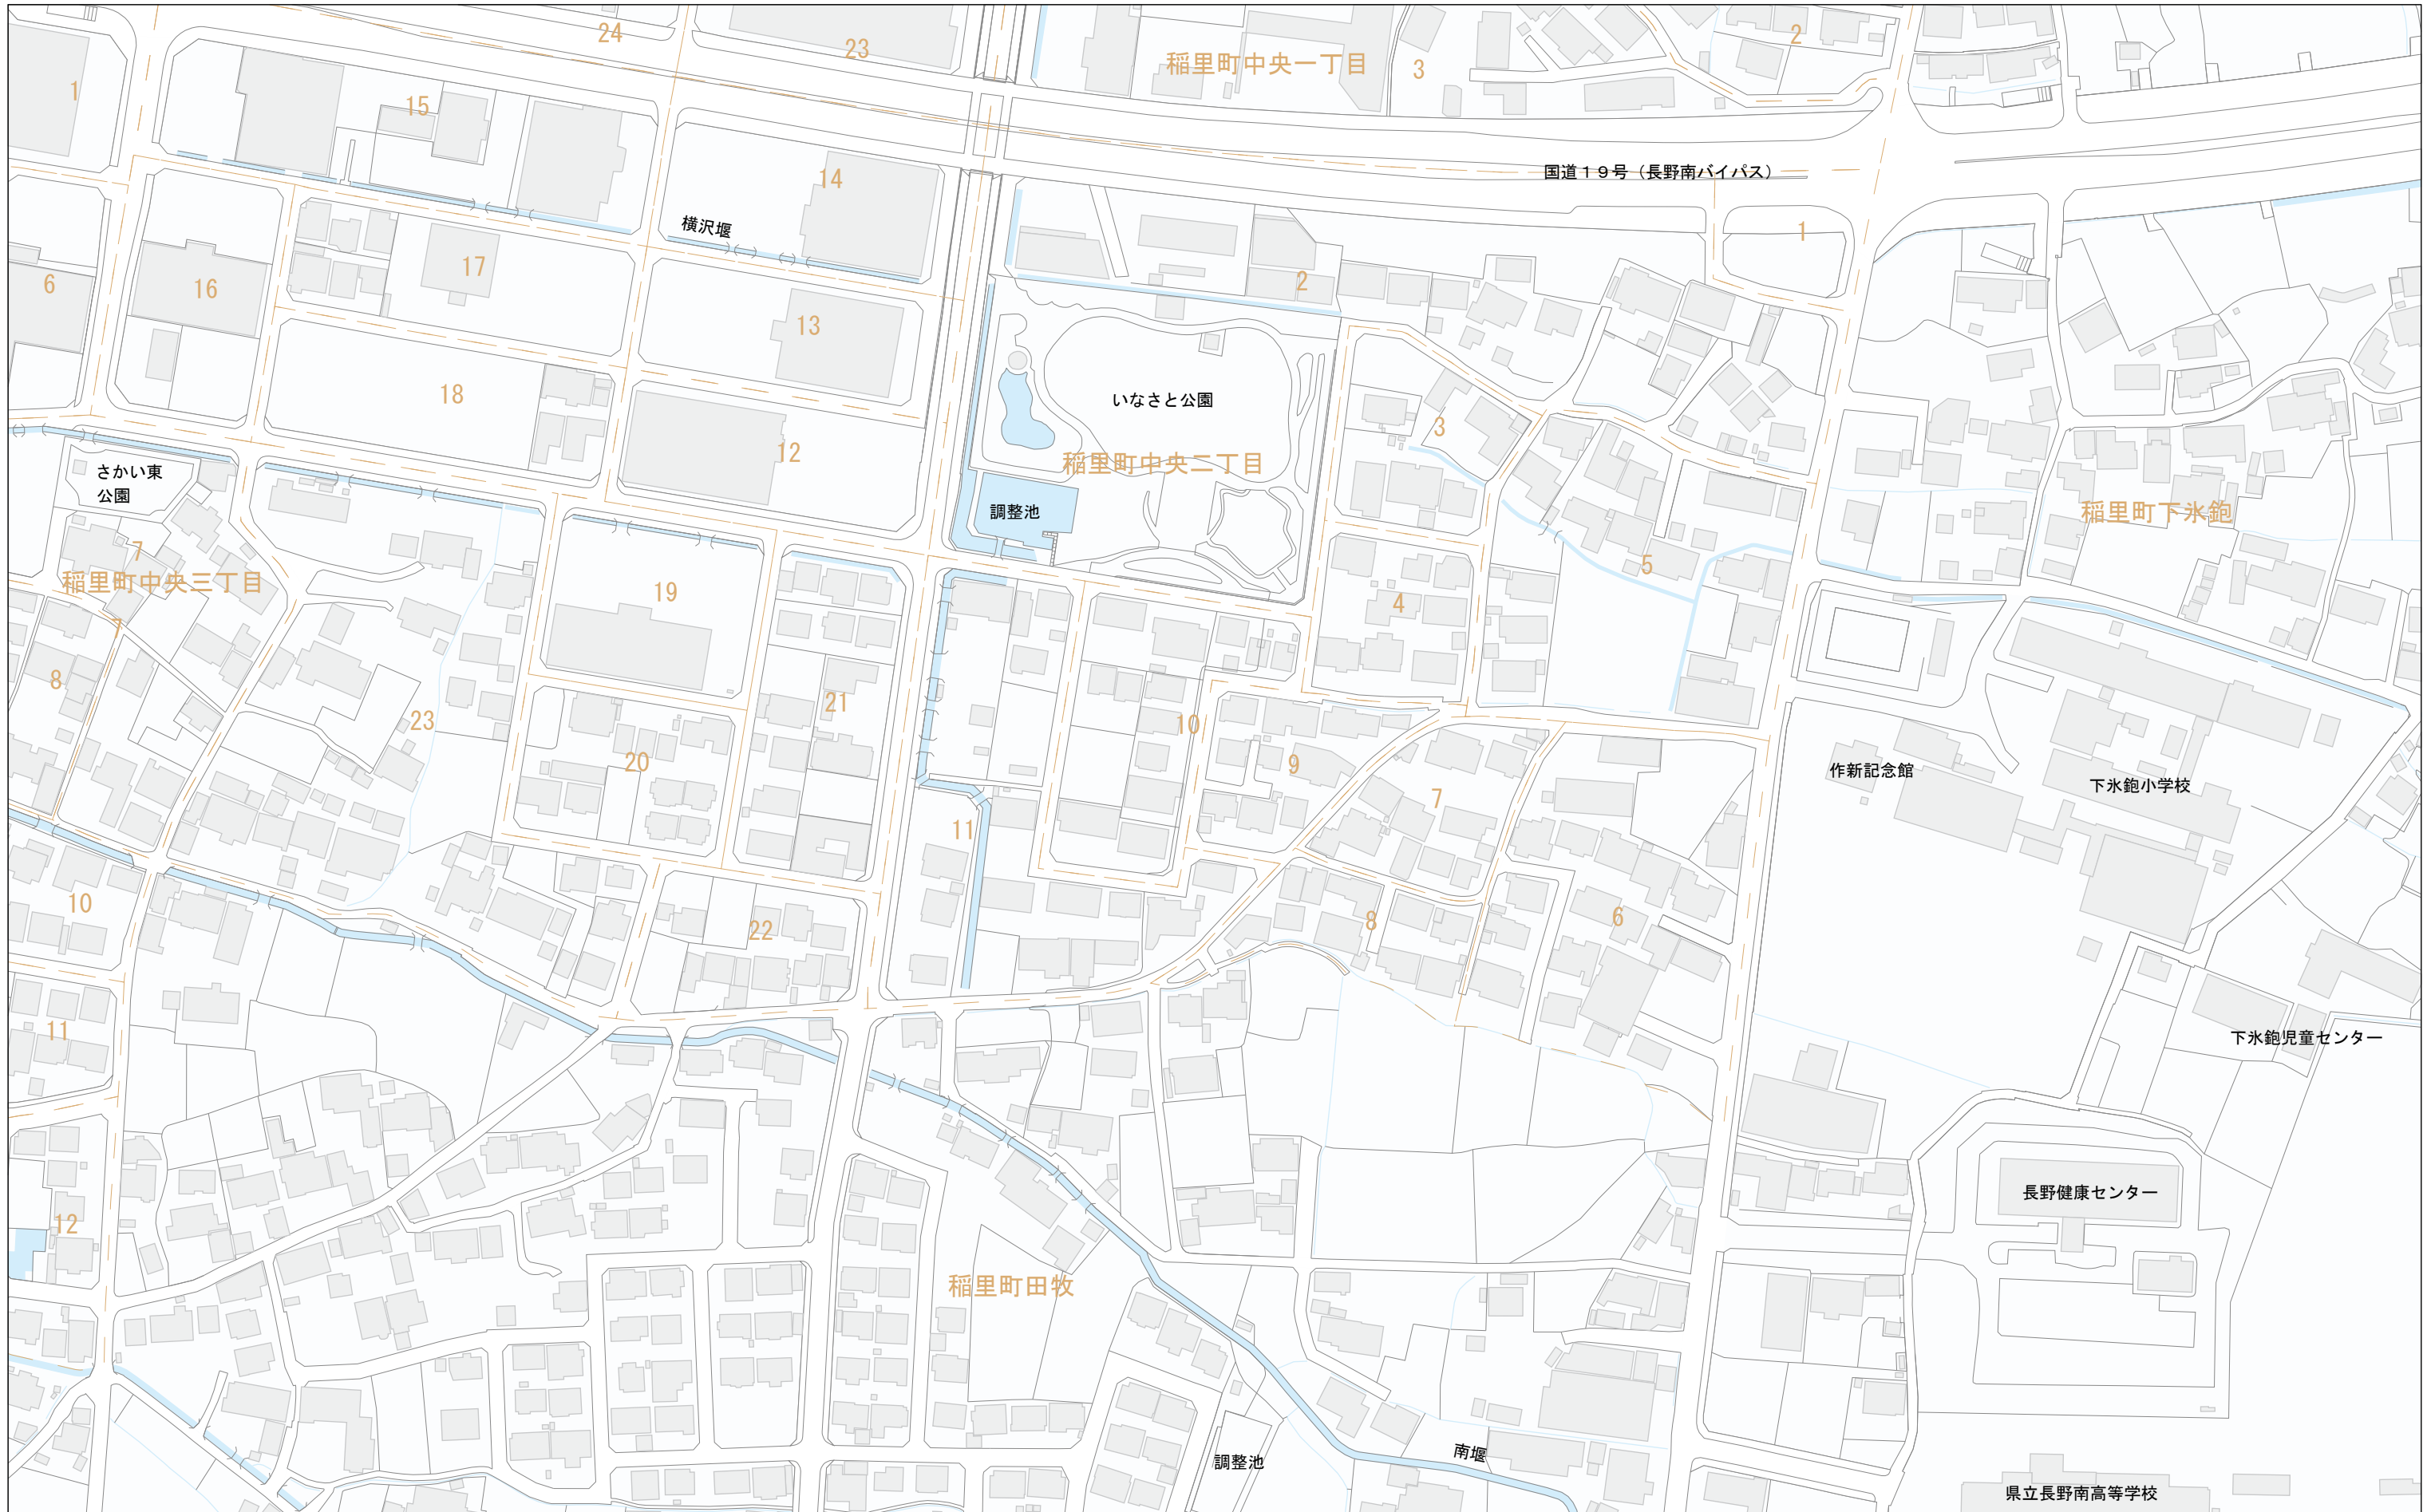 24
23
稲里町中央一丁目
3
2
1
15
国道19号（長野南バイパス）
14
横沢堰
1
17
6
16
2
13
18
いなさと公園
3
12
稲里町中央二丁目
さかい東
公園
調整池
稲里町下氷鉋
7
稲里町中央三丁目
5
19
4
7
8
21
23
10
20
9
作新記念館
下氷鉋小学校
7
11
10
22
8
6
11
下氷鉋児童センター
長野健康センター
12
稲里町田牧
南堰
調整池
県立長野南高等学校